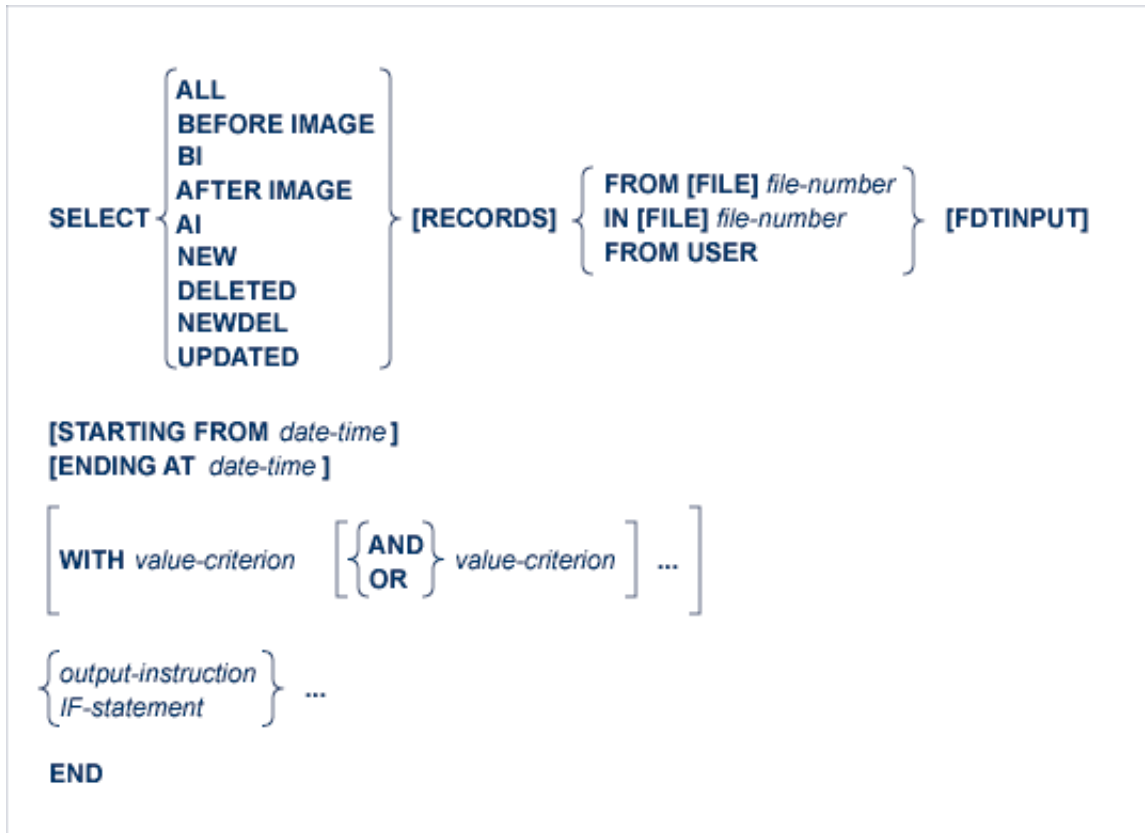 ALL
BEFORE IMAGE
BI
AFTER IMAGE
SELECT AI [RECORDS] FROM [FILE] file-number
IN [FILE] file-number [FDTINPUT]
FROM USER
NEW
DELETED
NEWDEL
UPDATED
[STARTING FROM date-time]
[ENDING AT date-time]
WITH value-criterion AND value-criterion ...
OR
output-instruction
IF-statement ...
END